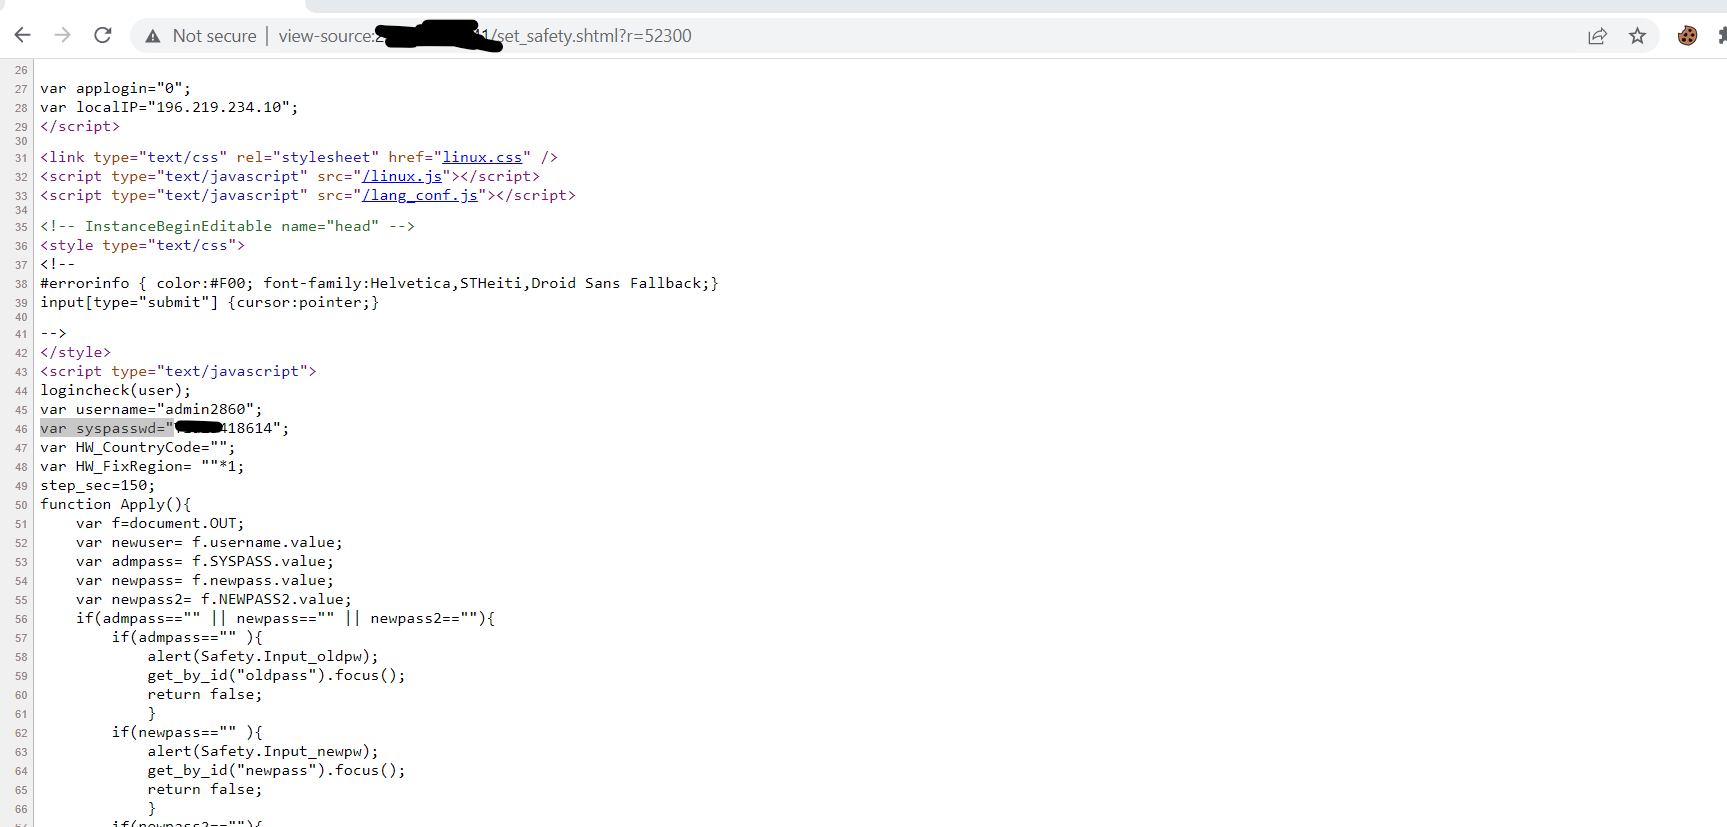 Not secure | view-source: /set_safety.shtml?r=52300
26
27 var applogin="0";
28 var localIP="196.219.234.10";
29 </script>
30
31 <link type="text/css" rel="stylesheet" href="linux.css" />
32 <script type="text/javascript" src="/linux.js"></script>
33 <script type="text/javascript" src="/lang_conf.js"></script>
34
35 <!-- InstanceBeginEditable name="head" -->
36 <style type="text/css">
37 <!--
38 #errorinfo { color:#F00; font-family:Helvetica,STHeiti,Droid Sans Fallback;}
39 input[type="submit"] {cursor:pointer;}
40
41 -->
42 </style>
43 <script type="text/javascript">
44 logincheck(user);
45 var username="admin2860";
46 var syspasswd=" 418614";
47 var HW_CountryCode="";
48 var HW_FixRegion= ""*1;
49 step_sec=150;
50 function Apply(){
51 var f=document.OUT;
52 var newuser= f.username.value;
53 var admpass= f.SYSPASS.value;
54 var newpass= f.newpass.value;
55 var newpass2= f.NEWPASS2.value;
56 if(admpass=="" || newpass=="" || newpass2==""){
57 if(admpass=="" ){
58 alert(Safety.Input_oldpw);
59 get_by_id("oldpass").focus();
60 return false;
61 }
62 if(newpass=="" ){
63 alert(Safety.Input_newpw);
64 get_by_id("newpass").focus();
65 return false;
66 }
if(newpass2==""){